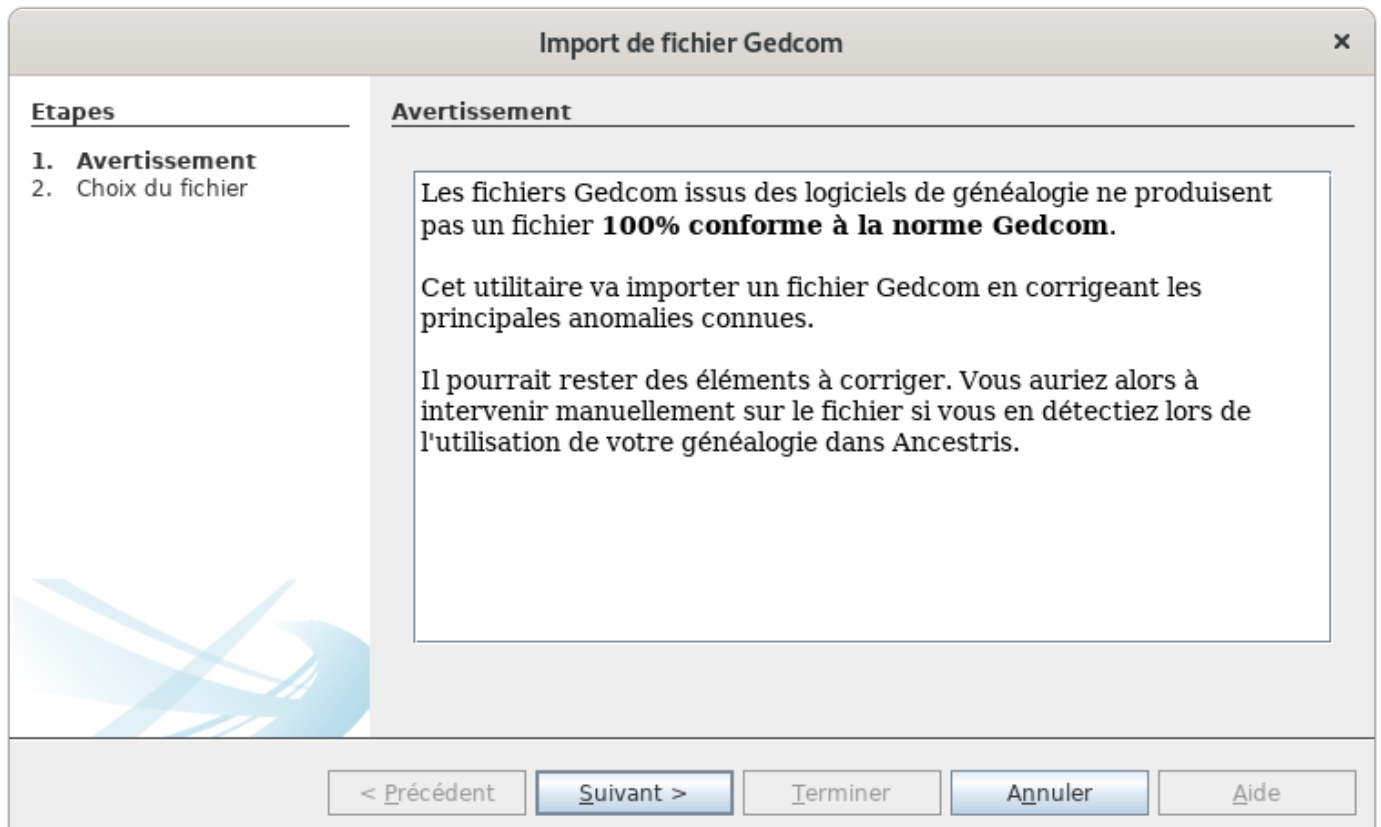 Import de fichier Gedcom
×
Etapes
1. Avertissement
2. Choix du fichier
Avertissement
Les fichiers Gedcom issus des logiciels de généalogie ne produisent
pas un fichier 100% conforme à la norme Gedcom.
Cet utilitaire va importer un fichier Gedcom en corrigeant les
principales anomalies connues.
Il pourrait rester des éléments à corriger. Vous auriez alors à
intervenir manuellement sur le fichier si vous en détectiez lors de
l'utilisation de votre généalogie dans Ancestris.
< Précédent
Suivant >
Terminer
Annuler
Aide